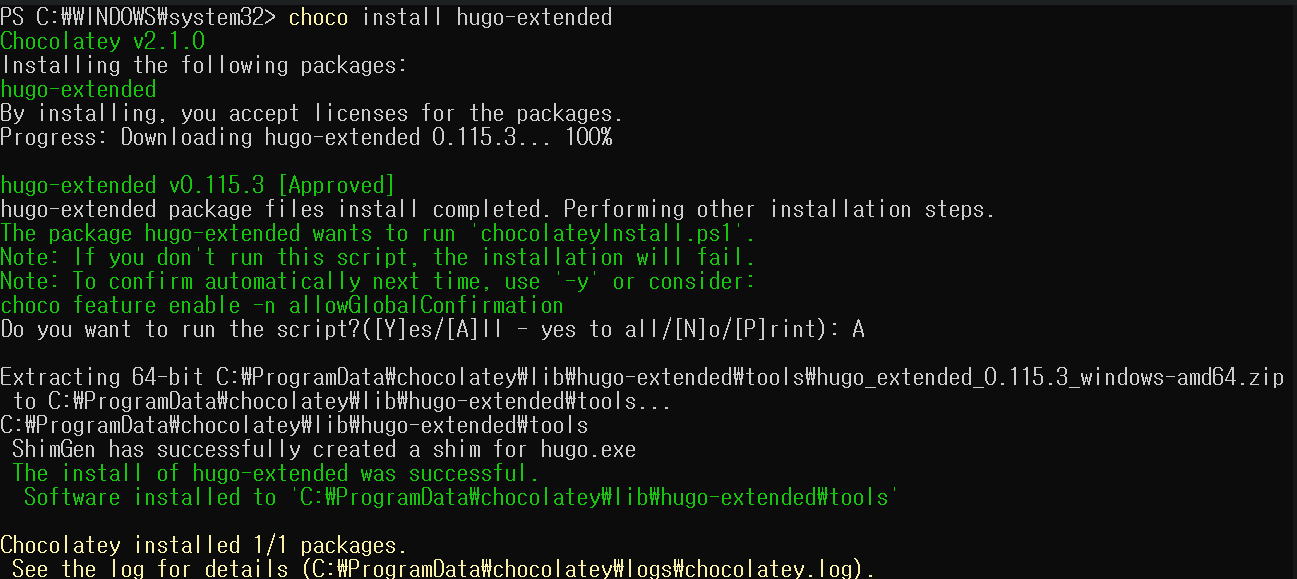 PS C:₩WINDOWS₩system32> choco install hugo-extended
Chocolatey v2.1.0
Installing the following packages:
hugo-extended
By installing, you accept licenses for the packages.
Progress: Downloading hugo-extended 0.115.3... 100%
hugo-extended v0.115.3 [Approved]
hugo-extended package files install completed. Performing other installation steps.
The package hugo-extended wants to run 'chocolateyInstall.ps1'.
Note: If you don't run this script, the installation will fail.
Note: To confirm automatically next time, use '-y' or consider:
choco feature enable -n allowGlobalConfirmation
Do you want to run the script?([Y]es/[A]ll - yes to all/[N]o/[P]rint): A
Extracting 64-bit C:₩ProgramData₩chocolatey₩lib₩hugo-extended₩tools₩hugo_extended_0.115.3_windows-amd64.zip
to C:₩ProgramData₩chocolatey₩lib₩hugo-extended₩tools...
C:₩ProgramData₩chocolatey₩lib₩hugo-extended₩tools
ShimGen has successfully created a shim for hugo.exe
The install of hugo-extended was successful.
Software installed to 'C:₩ProgramData₩chocolatey₩lib₩hugo-extended₩tools'
Chocolatey installed 1/1 packages.
See the log for details (C:₩ProgramData₩chocolatey₩logs₩chocolatey.log).